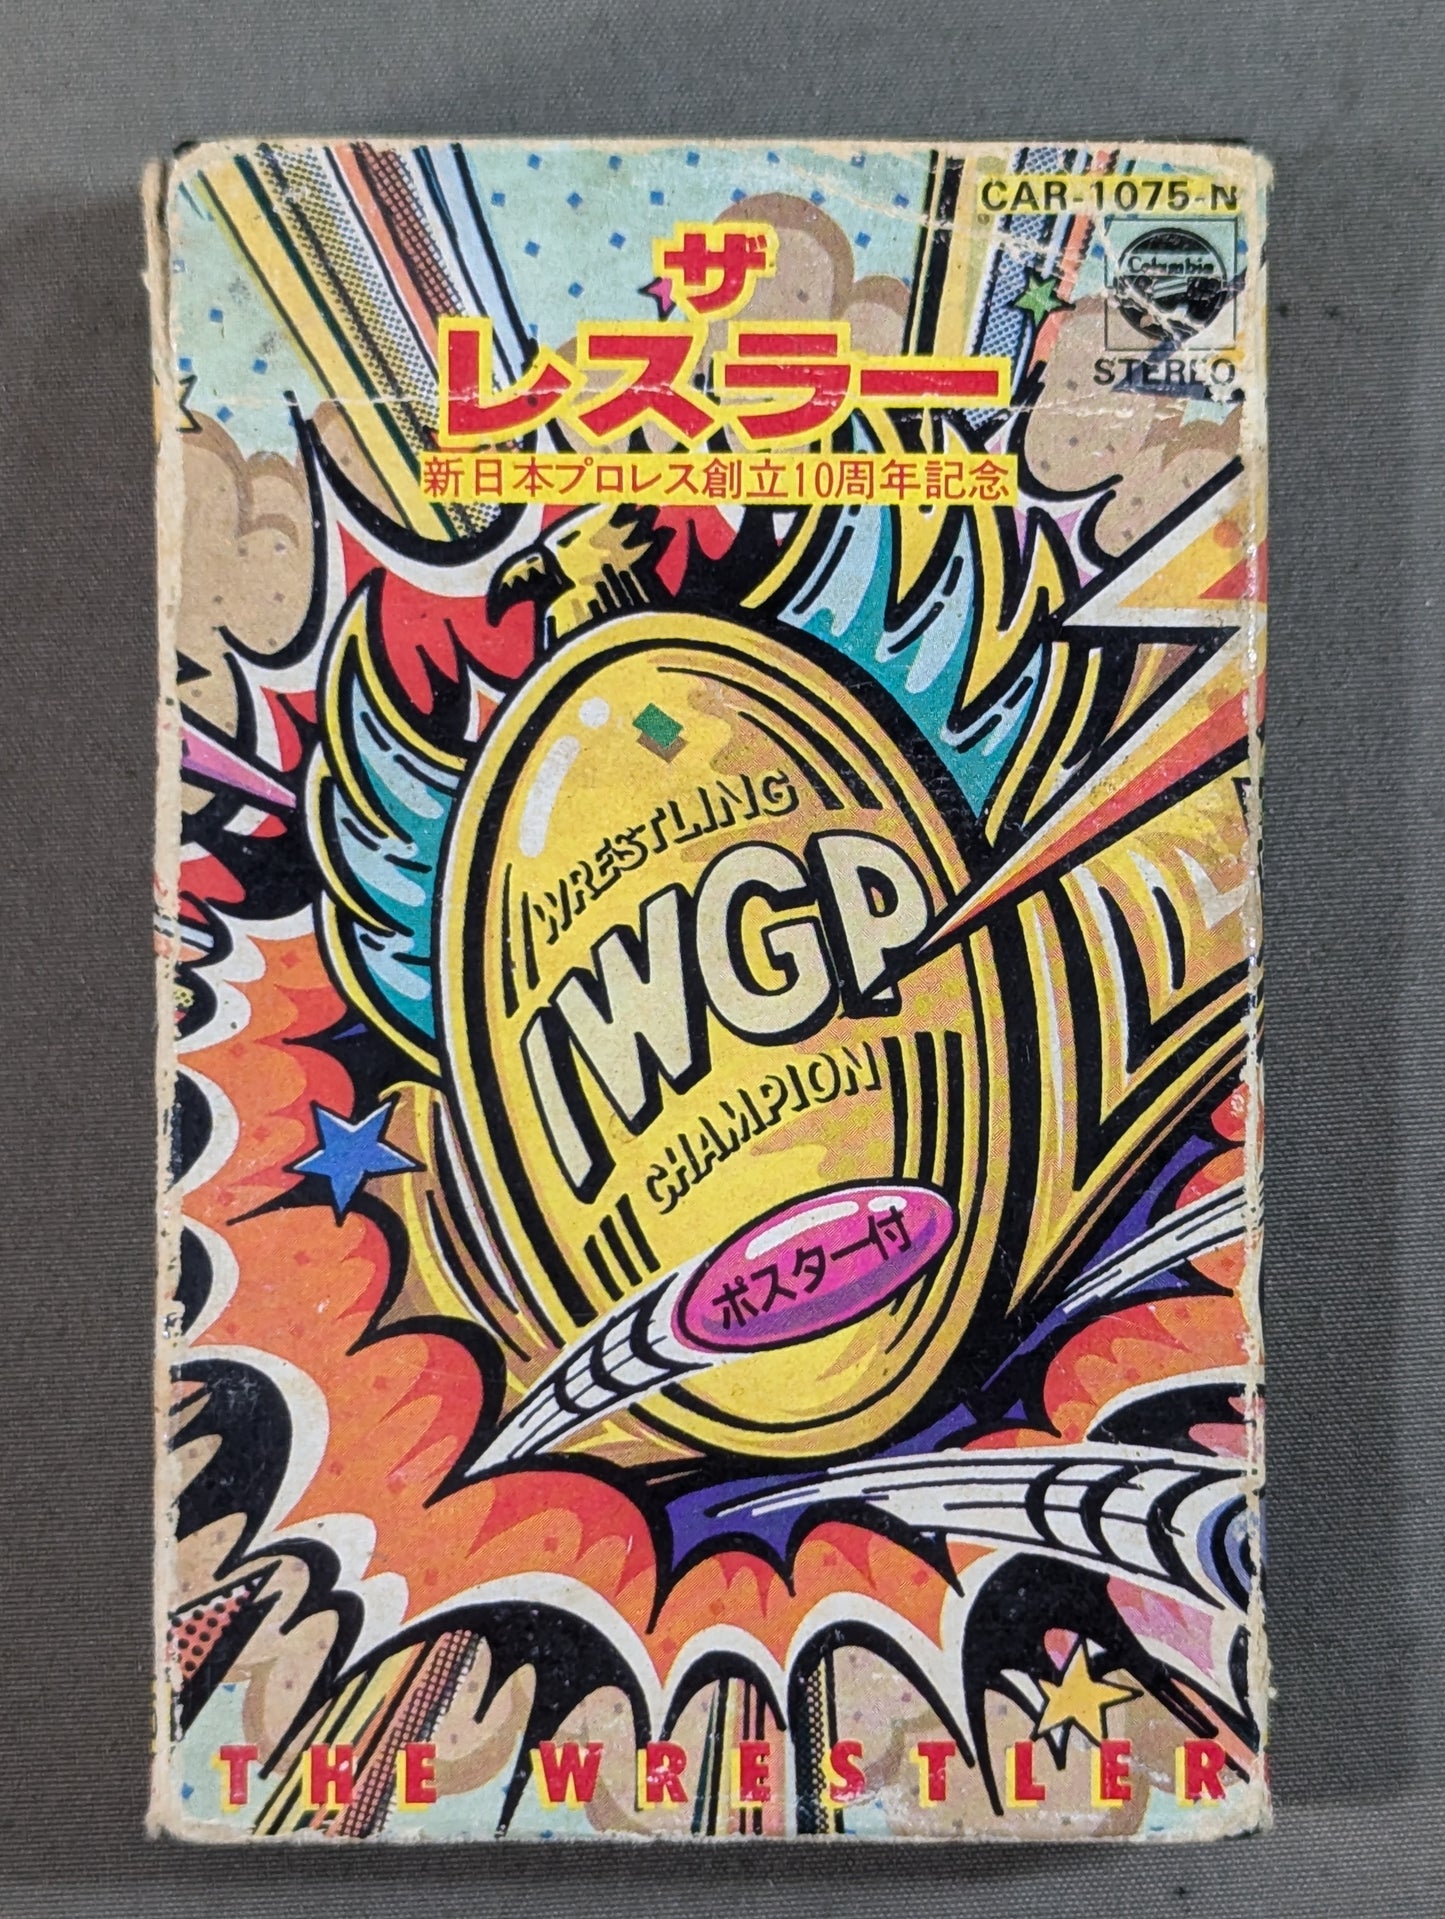 CAR-1075-N
Columbia
STEREO
ザ
レスラー
新日本プロレス創立10周年記念
WRESTLING
IWGP
CHAMPION
ポスター付
THE WRESTLER